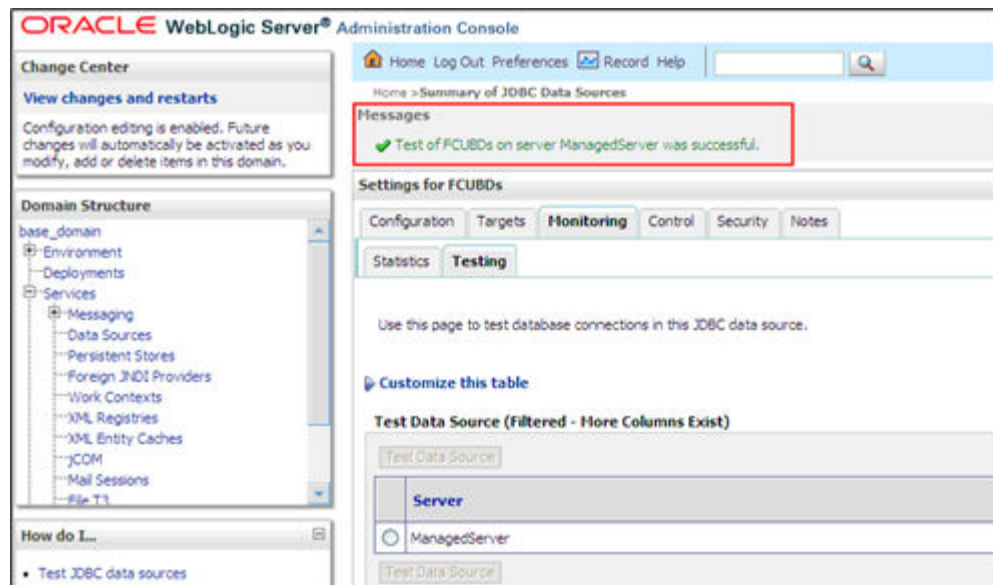 ORACLE WebLogic Server® Administration Console
Change Center
View changes and restarts
Configuration editing is enabled. Future
changes will automatically be activated as you
modify, add or delete items in this domain.
Domain Structure
base_domain
Environment
Deployments
Services
Messaging
Data Sources
Persistent Stores
Foreign JNDI Providers
Work Contexts
XML Registries
XML Entity Caches
jCOM
Mail Sessions
File T3
How do I...
Test JDBC data sources
Home Log Out Preferences Record Help
Home >Summary of JDBC Data Sources
Messages
Test of FCUBDs on server ManagedServer was successful.
Settings for FCUBDs
Configuration Targets Monitoring Control Security Notes
Statistics Testing
Use this page to test database connections in this JDBC data source.
Customize this table
Test Data Source (Filtered - More Columns Exist)
Test Data Source
Server
ManagedServer
Test Data Source